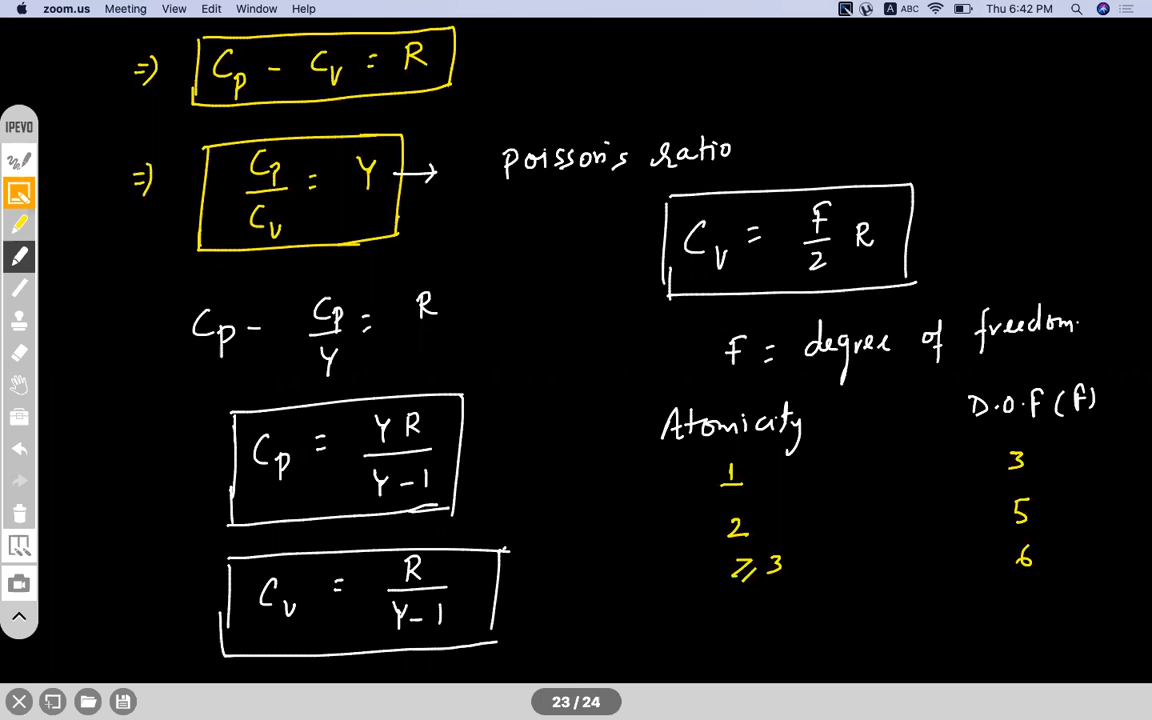 zoom.us Meeting View Edit Window Help ABC Thu 6:42 PM
IPEVO
=> Cp - Cv = R
=> Cp/Cv = γ → Poisson's ratio
Cp - Cp/γ = R
Cp = γR/γ-1
Cv = R/γ-1
Cv = F/2 R
F = degree of freedom.
Atomicity D.O.F (F)
1 3
2 5
≥ 3 6
23 / 24